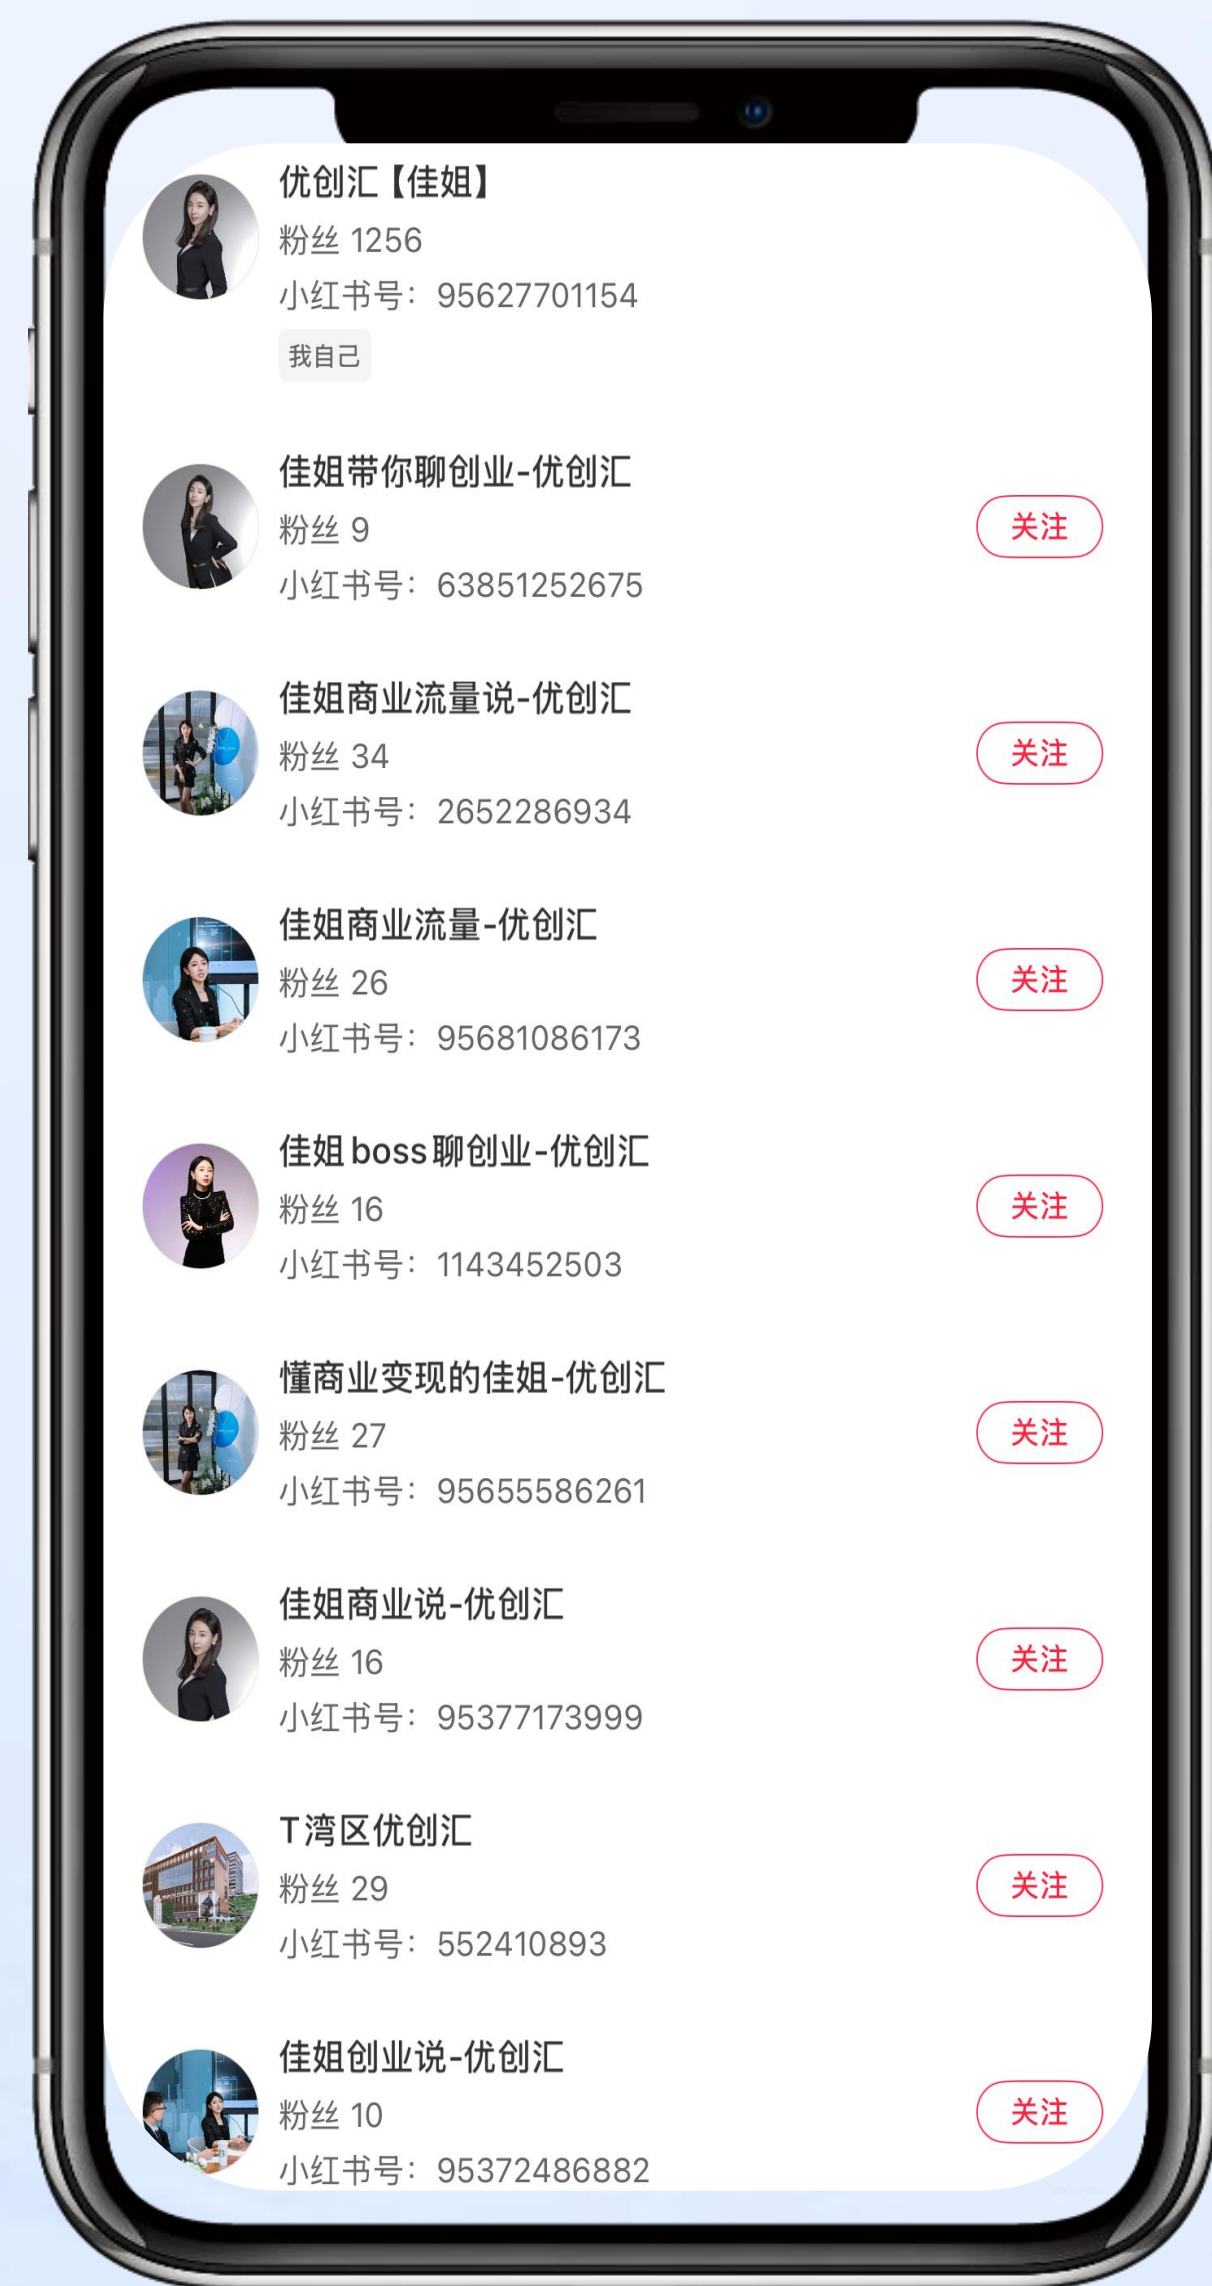 优创汇【佳姐】
粉丝 1256
小红书号：95627701154
我自己
佳姐带你聊创业-优创汇
粉丝 9
小红书号：63851252675
关注
佳姐商业流量说-优创汇
粉丝 34
小红书号：2652286934
关注
佳姐商业流量-优创汇
粉丝 26
小红书号：95681086173
关注
佳姐boss聊创业-优创汇
粉丝 16
小红书号：1143452503
关注
懂商业变现的佳姐-优创汇
粉丝 27
小红书号：95655586261
关注
佳姐商业说-优创汇
粉丝 16
小红书号：95377173999
关注
T湾区优创汇
粉丝 29
小红书号：552410893
关注
佳姐创业说-优创汇
粉丝 10
小红书号：95372486882
关注